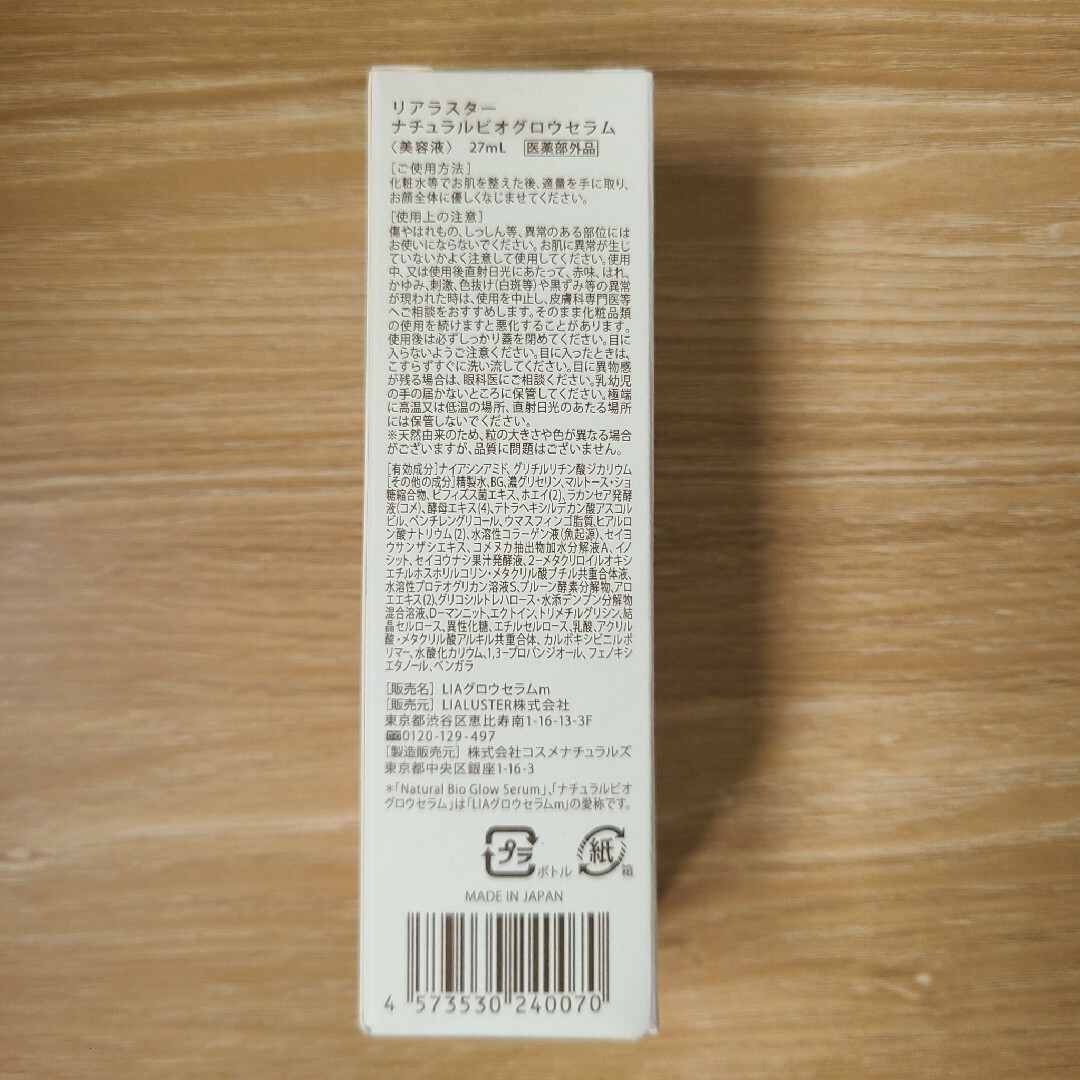 リアラスター
ナチュラルビオグロウセラム
〈美容液〉 27mL 医薬部外品
[ご使用方法]
化粧水等でお肌を整えた後、適量を手に取り、
お顔全体に優しくなじませてください。
[使用上の注意]
傷やはれもの、しっしん等、異常のある部位には
お使いにならないでください。お肌に異常が生じ
ていないかよく注意して使用してください。使用
中、又は使用後直射日光にあたって、赤味、はれ、
かゆみ、刺激、色抜け(白斑等)や黒ずみ等の異常
が現われた時は、使用を中止し、皮膚科専門医等
へご相談をおすすめします。そのまま化粧品類
の使用を続けますと悪化することがあります。
使用後は必ずしっかり蓋を閉めてください。目に
入らないようご注意ください。目に入ったときは、
こすらずすぐに洗い流してください。目に異物感
が残る場合は、眼科医にご相談ください。乳幼児
の手の届かないところに保管してください。極端
に高温又は低温の場所、直射日光のあたる場所
には保管しないでください。
※天然由来のため、粒の大きさや色が異なる場合
がございますが、品質に問題はございません。
[有効成分]ナイアシンアミド、グリチルリチン酸ジカリウム
[その他の成分]精製水、BG、濃グリセリン、マルトース・ショ
糖縮合物、ビフィズス菌エキス、ホエイ(2)、ラカンセア発酵
液(コメ)、酵母エキス(4)、テトラヘキシルデカン酸アスコル
ビル、ペンチレングリコール、ウマスフィンゴ脂質、ヒアルロ
ン酸ナトリウム(2)、水溶性コラーゲン液(魚起源)、セイヨ
ウサンザシエキス、コメヌカ抽出物加水分解液A、イノ
シット、セイヨウナシ果汁発酵液、2-メタクリロイルオキシ
エチルホスホリルコリン・メタクリル酸ブチル共重合体液、
水溶性プロテオグリカン溶液S、プルーン酵素分解物、アロ
エエキス(2)、グリコシルトレハロース・水添デンプン分解物
混合溶液、D-マンニット、エクトイン、トリメチルグリシン、結
晶セルロース、異性化糖、エチルセルロース、乳酸、アクリル
酸・メタクリル酸アルキル共重合体、カルボキシビニルポ
リマー、水酸化カリウム、1,3-プロパンジオール、フェノキシ
エタノール、ベンガラ
[販売名] LIAグロウセラムm
[販売元] LIALUSTER株式会社
東京都渋谷区恵比寿南1-16-13-3F
0120-129-497
[製造販売元] 株式会社コスメナチュラルズ
東京都中央区銀座1-16-3
*「Natural Bio Glow Serum」、「ナチュラルビオ
グロウセラム」は「LIAグロウセラムm」の愛称です。
プラ ボトル 紙 箱
MADE IN JAPAN
4 573530 240070